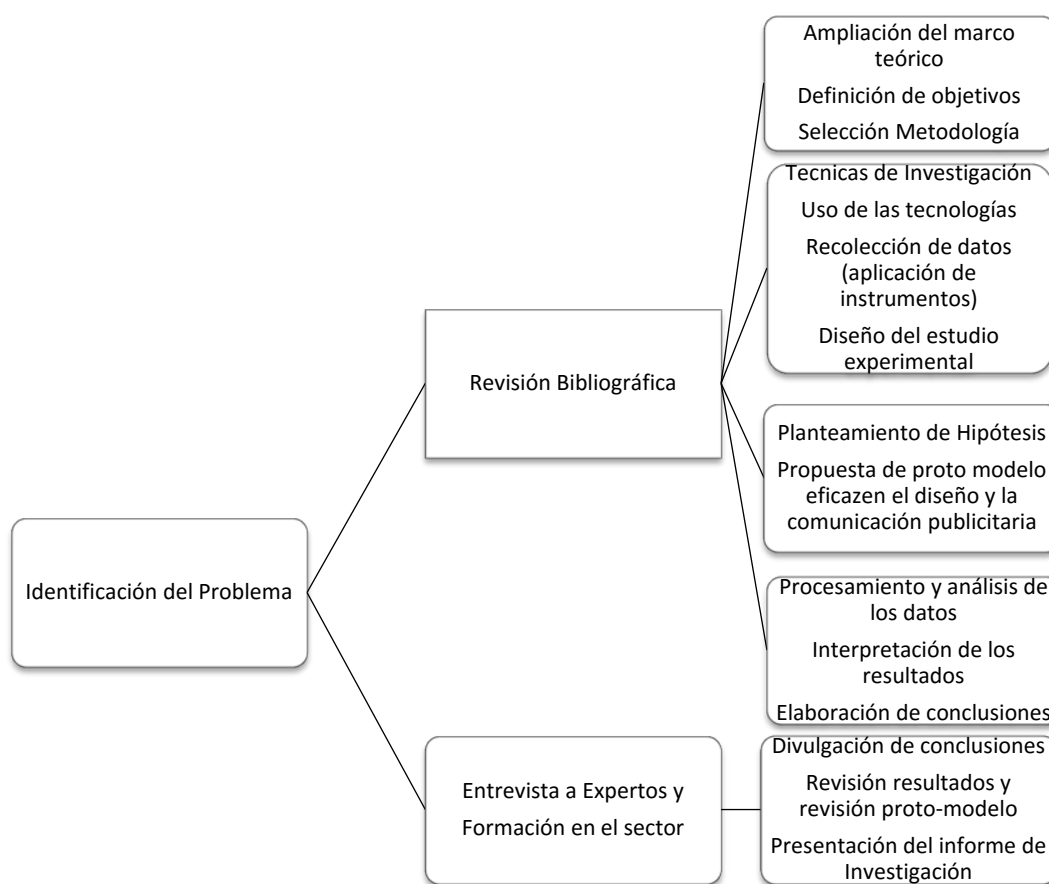 Ampliación del marco
teórico
Definición de objetivos
Selección Metodología
Tecnicas de Investigación
Uso de las tecnologías
Recolección de datos
(aplicación de
instrumentos)
Diseño del estudio
experimental
Revisión Bibliográfica
Planteamiento de Hipótesis
Propuesta de proto modelo
eficazen el diseño y la
comunicación publicitaria
Identificación del Problema
Procesamiento y análisis de
los datos
Interpretación de los
resultados
Elaboración de conclusiones
Entrevista a Expertos y
Formación en el sector
Divulgación de conclusiones
Revisión resultados y
revisión proto-modelo
Presentación del informe de
Investigación